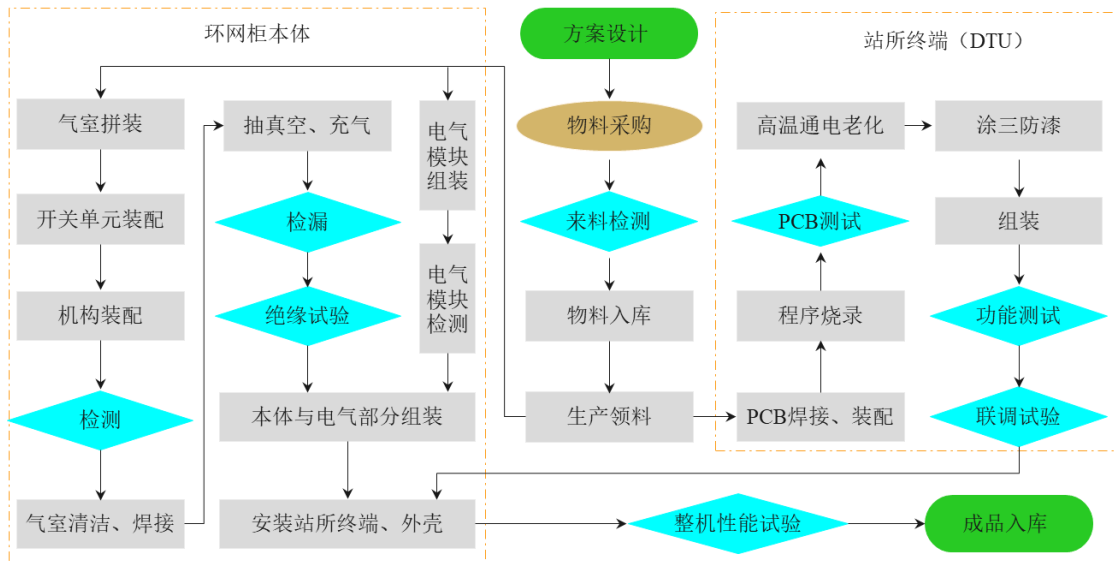 环网柜本体
气室拼装
开关单元装配
机构装配
检测
气室清洁、焊接
抽真空、充气
检漏
绝缘试验
电气
模块
组装
电气
模块
检测
本体与电气部分组装
安装站所终端、外壳
方案设计
物料采购
来料检测
物料入库
生产领料
站所终端（DTU）
PCB焊接、装配
程序烧录
PCB测试
高温通电老化
涂三防漆
组装
功能测试
联调试验
整机性能试验
成品入库